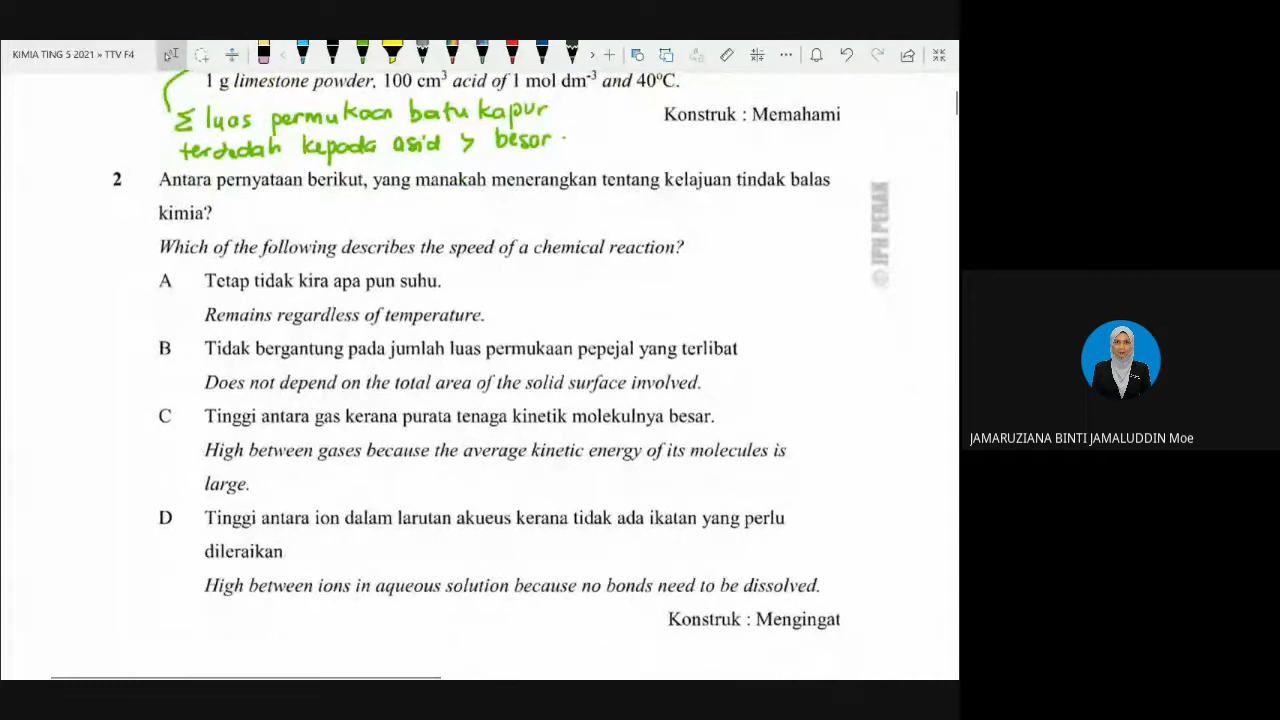 KIMIA TING 5 2021 » TTV F4
1 g limestone powder, 100 cm³ acid of 1 mol dm⁻³ and 40°C.
Σ luas permukaan batu kapur
Konstruk : Memahami
terdedah kepada asid > besar.
2 Antara pernyataan berikut, yang manakah menerangkan tentang kelajuan tindak balas
kimia?
Which of the following describes the speed of a chemical reaction?
A Tetap tidak kira apa pun suhu.
Remains regardless of temperature.
B Tidak bergantung pada jumlah luas permukaan pepejal yang terlibat
Does not depend on the total area of the solid surface involved.
C Tinggi antara gas kerana purata tenaga kinetik molekulnya besar.
High between gases because the average kinetic energy of its molecules is
large.
D Tinggi antara ion dalam larutan akueus kerana tidak ada ikatan yang perlu
dileraikan
High between ions in aqueous solution because no bonds need to be dissolved.
Konstruk : Mengingat
© JPN PERAK
JAMARUZIANA BINTI JAMALUDDIN Moe